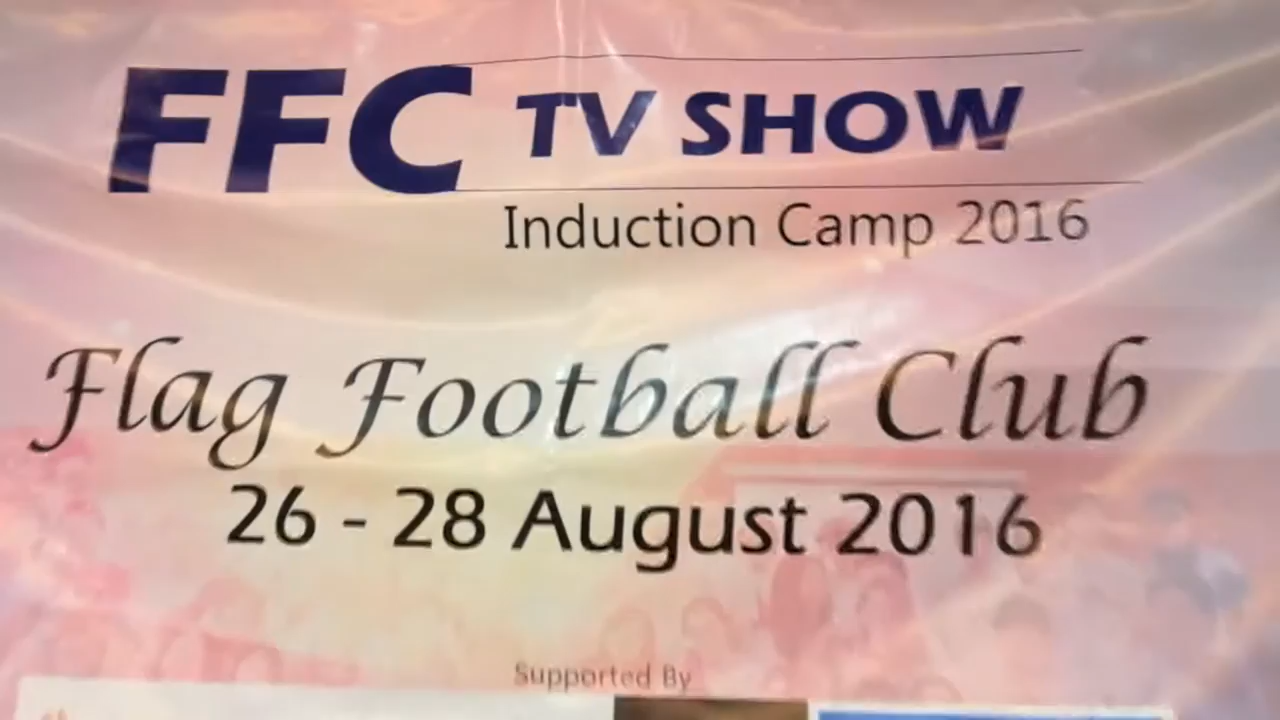 FFC TV SHOW
Induction Camp 2016
Flag Football Club
26 - 28 August 2016
Supported By